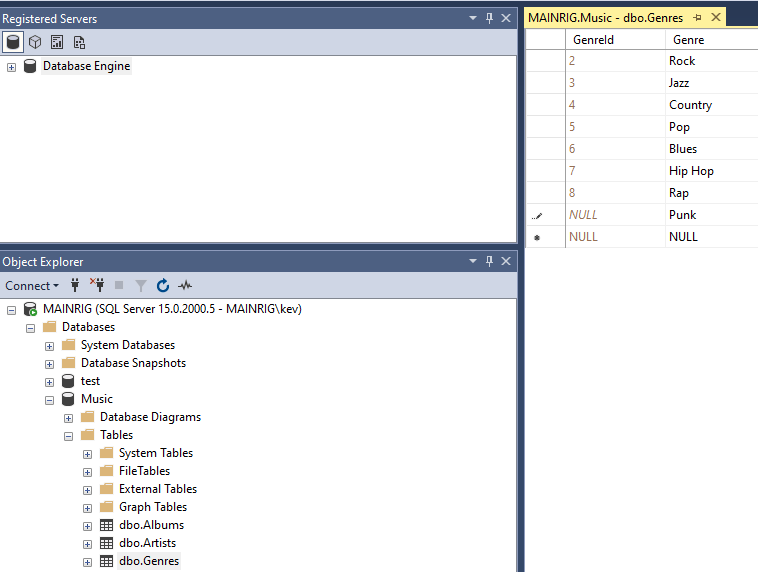 Registered Servers
Database Engine
Object Explorer
Connect
MAINRIG (SQL Server 15.0.2000.5 - MAINRIG\kev)
Databases
System Databases
Database Snapshots
test
Music
Database Diagrams
Tables
System Tables
FileTables
External Tables
Graph Tables
dbo.Albums
dbo.Artists
dbo.Genres
MAINRIG.Music - dbo.Genres
GenreId Genre
2 Rock
3 Jazz
4 Country
5 Pop
6 Blues
7 Hip Hop
8 Rap
NULL Punk
NULL NULL